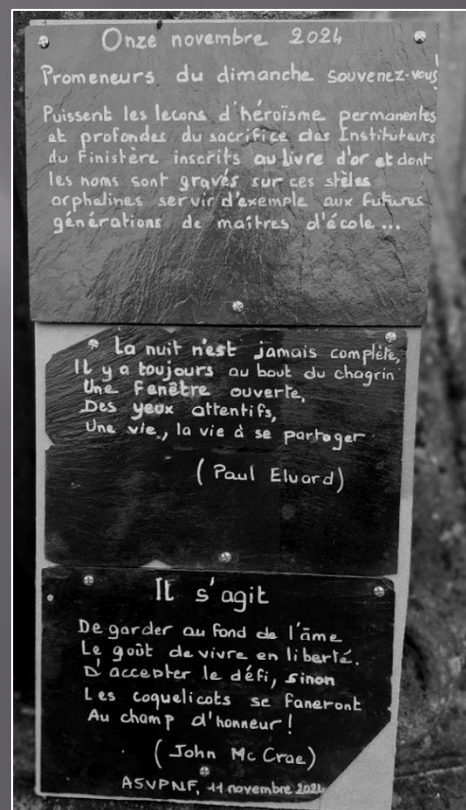 Onze novembre 2024
Promeneurs du dimanche souvenez-vous!
Puissent les lecons d'héroïsme permanentes
et profondes du sacrifice des Instituteurs
du Finistère inscrits au livre d'or et dont
les noms sont gravés sur ces stèles
orphelines servir d'exemple aux futures
générations de maîtres d'école...
La nuit n'est jamais complète,
Il y a toujours au bout du chagrin
Une fenêtre ouverte,
Des yeux attentifs,
Une vie, la vie à se partager
(Paul Eluard)
Il s'agit
De garder au fond de l'âme
Le goût de vivre en liberté.
D'accepter le défi, sinon
Les coquelicots se faneront
Au champ d'honneur!
(John Mc Crae)
ASVPNF, 11 novembre 2024